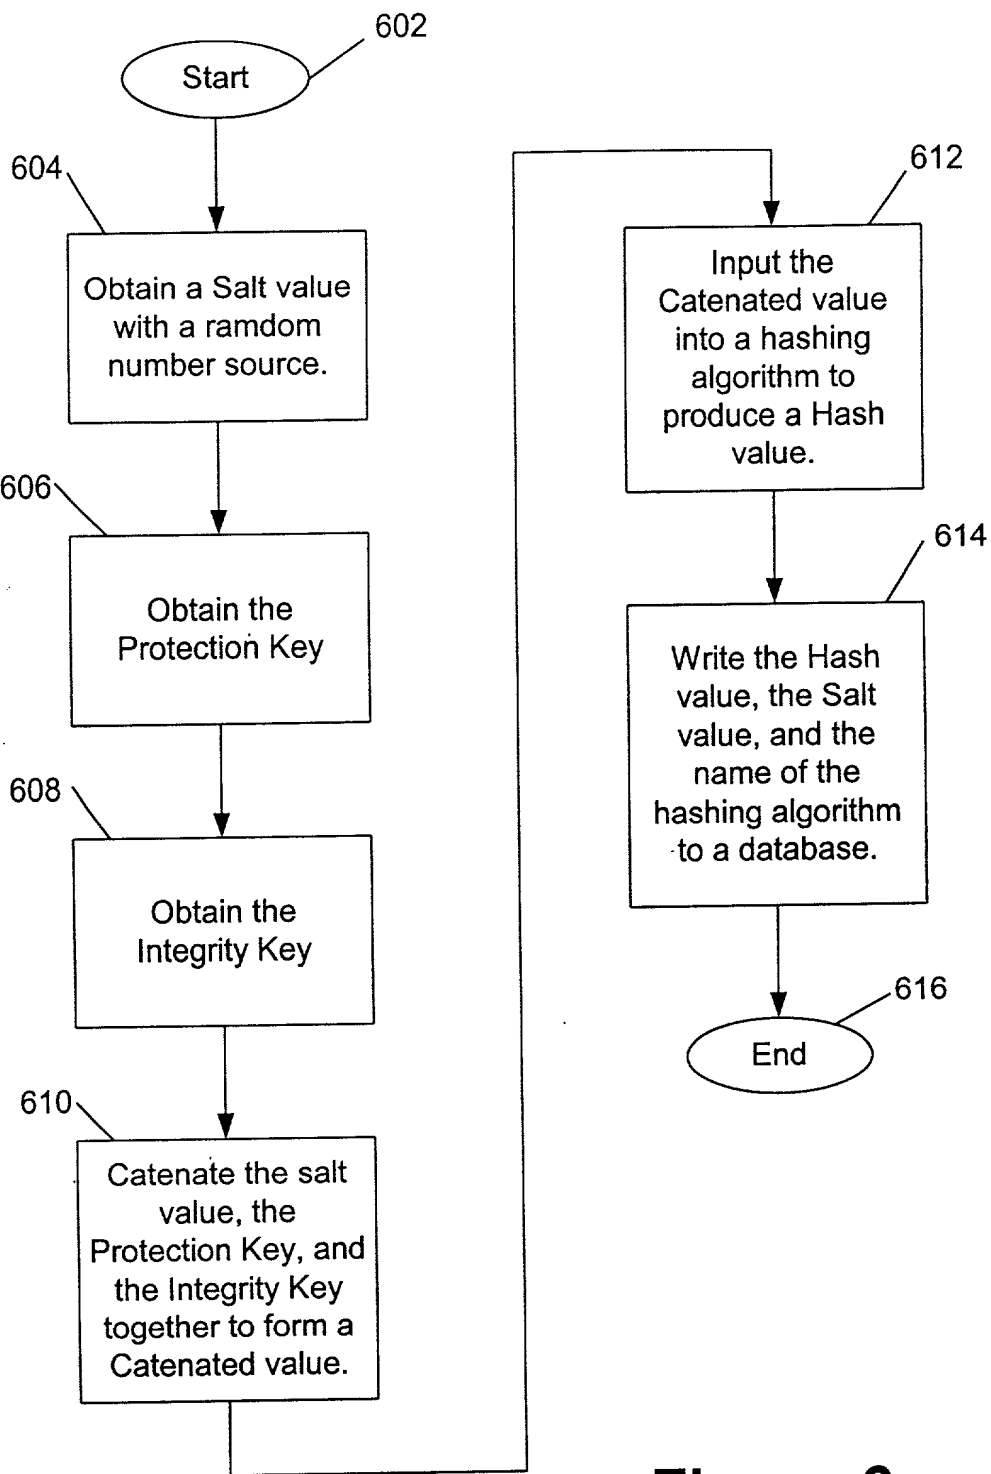 602
Start
604
Obtain a Salt value
with a ramdom
number source.
606
Obtain the
Protection Key
608
Obtain the
Integrity Key
610
Catenate the salt
value, the
Protection Key, and
the Integrity Key
together to form a
Catenated value.
612
Input the
Catenated value
into a hashing
algorithm to
produce a Hash
value.
614
Write the Hash
value, the Salt
value, and the
name of the
hashing algorithm
to a database.
616
End